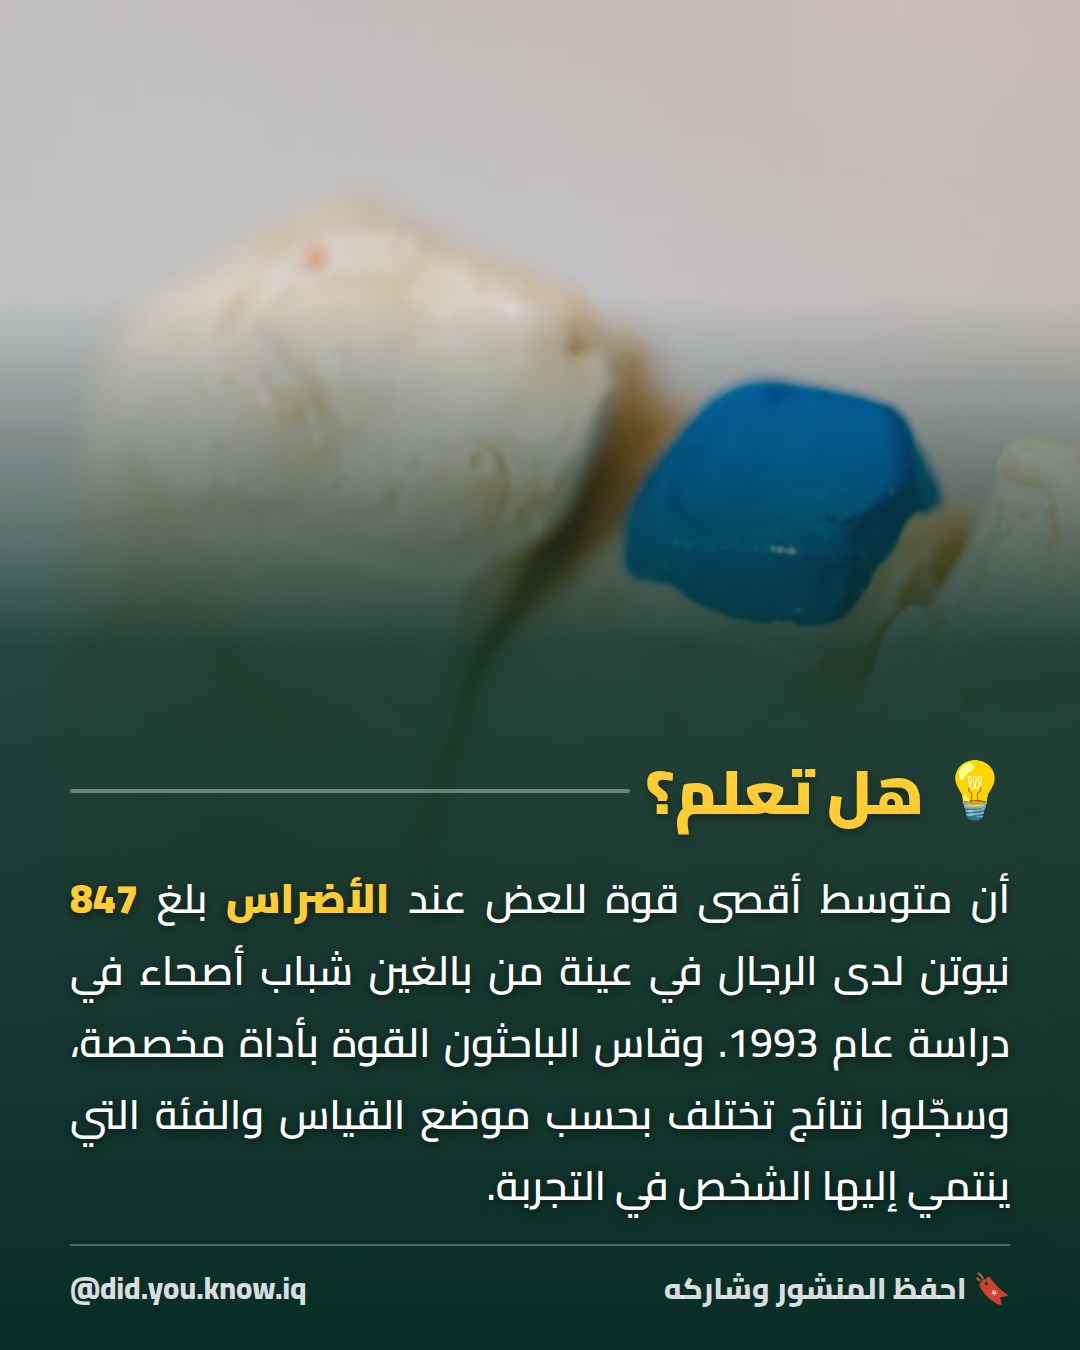 هل تعلم؟
أن متوسط أقصى قوة للعض عند الأضراس بلغ 847
نيوتن لدى الرجال في عينة من بالغين شباب أصحاء في
دراسة عام 1993. وقاس الباحثون القوة بأداة مخصصة،
وسجّلوا نتائج تختلف بحسب موضع القياس والفئة التي
ينتمي إليها الشخص في التجربة.
احفظ المنشور وشاركه
@did.you.know.iq